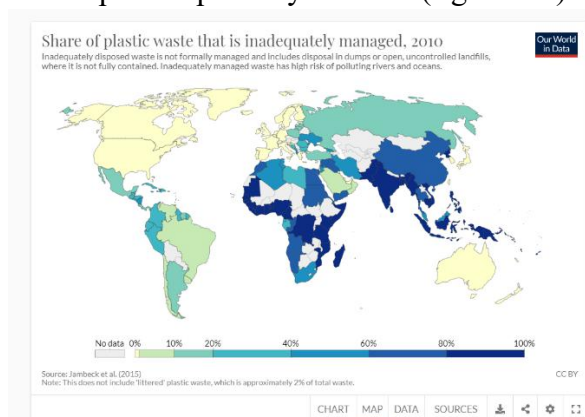 Share of plastic waste that is inadequately managed, 2010
Inadequately disposed waste is not formally managed and includes disposal in dumps or open, uncontrolled landfills,
where it is not fully contained. Inadequately managed waste has high risk of polluting rivers and oceans.
Our World
in Data
No data 0% 10% 20% 40% 60% 80% 100%
Source: Jambeck et al. (2015)
CC BY
Note: This does not include 'littered' plastic waste, which is approximately 2% of total waste.
CHART MAP DATA SOURCES